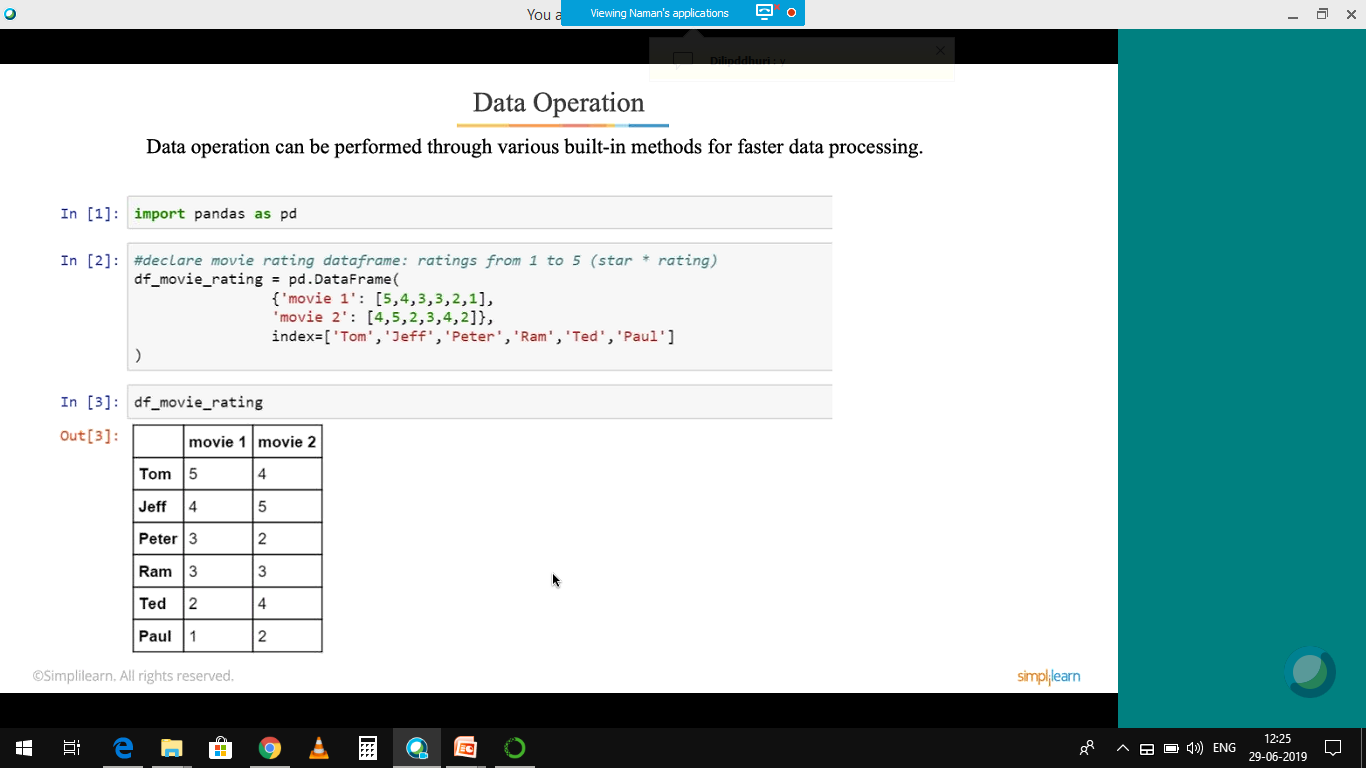 You a
Viewing Naman's applications
Dilipddhuri : y
Data Operation
Data operation can be performed through various built-in methods for faster data processing.
In [1]: import pandas as pd
In [2]: #declare movie rating dataframe: ratings from 1 to 5 (star * rating)
df_movie_rating = pd.DataFrame(
{'movie 1': [5,4,3,3,2,1],
'movie 2': [4,5,2,3,4,2]},
index=['Tom','Jeff','Peter','Ram','Ted','Paul']
)
In [3]: df_movie_rating
Out[3]:
movie 1 movie 2
Tom 5 4
Jeff 4 5
Peter 3 2
Ram 3 3
Ted 2 4
Paul 1 2
©Simplilearn. All rights reserved.
simplilearn
ENG
12:25
29-06-2019